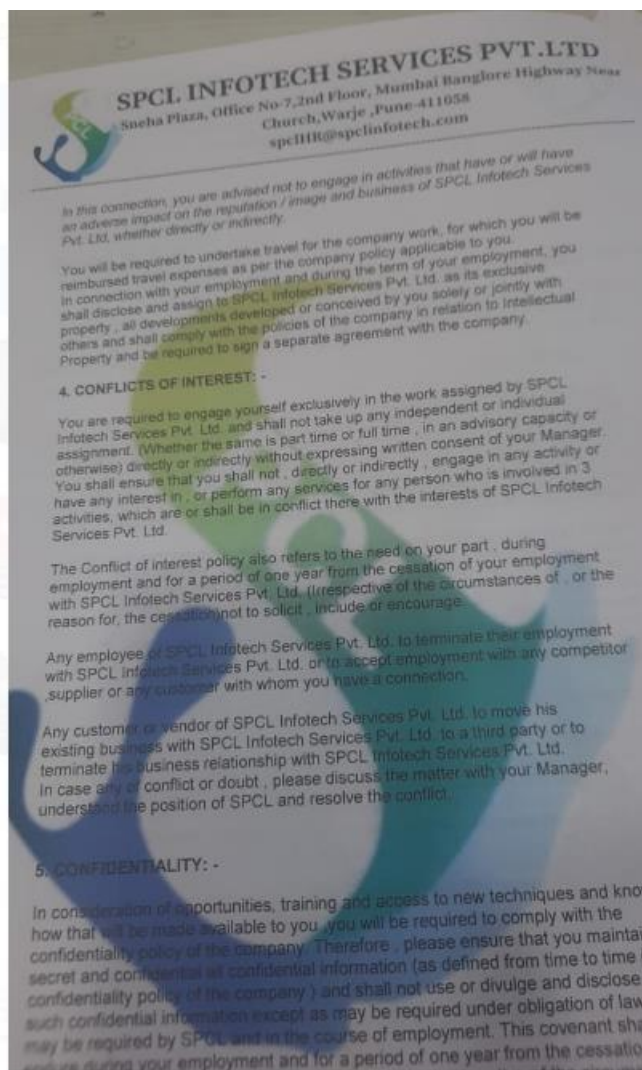 SPCL INFOTECH SERVICES PVT.LTD
Sneha Plaza, Office No-7,2nd Floor, Mumbai Banglore Highway Near
Church,Warje ,Pune-411058
spclHR@spclinfotech.com
SPCL
In this connection, you are advised not to engage in activities that have or will have
an adverse impact on the reputation / image and business of SPCL Infotech Services
Pvt. Ltd, whether directly or indirectly.
You will be required to undertake travel for the company work, for which you will be
reimbursed travel expenses as per the company policy applicable to you.
In connection with your employment and during the term of your employment, you
shall disclose and assign to SPCL Infotech Services Pvt. Ltd. as its exclusive
property , all developments developed or conceived by you solely or jointly with
others and shall comply with the policies of the company in relation to Intellectual
Property and be required to sign a separate agreement with the company.
4. CONFLICTS OF INTEREST: -
You are required to engage yourself exclusively in the work assigned by SPCL
Infotech Services Pvt. Ltd. and shall not take up any independent or individual
assignment. (Whether the same is part time or full time , in an advisory capacity or
otherwise) directly or indirectly without expressing written consent of your Manager.
You shall ensure that you shall not , directly or indirectly , engage in any activity or
have any interest in , or perform any services for any person who is involved in 3
activities, which are or shall be in conflict there with the interests of SPCL Infotech
Services Pvt. Ltd.
The Conflict of interest policy also refers to the need on your part , during
employment and for a period of one year from the cessation of your employment
with SPCL Infotech Services Pvt. Ltd. (Irrespective of the circumstances of , or the
reason for, the cessation)not to solicit , include or encourage
Any employee of SPCL Infotech Services Pvt. Ltd. to terminate their employment
with SPCL Infotech Services Pvt. Ltd. or to accept employment with any competitor
,supplier or any customer with whom you have a connection.
Any customer or vendor of SPCL Infotech Services Pvt. Ltd. to move his
existing business with SPCL Infotech Services Pvt. Ltd. to a third party or to
terminate his business relationship with SPCL Infotech Services Pvt. Ltd.
In case any of conflict or doubt , please discuss the matter with your Manager,
understand the position of SPCL and resolve the conflict.
5. CONFIDENTIALITY: -
In consideration of opportunities, training and access to new techniques and know
how that will be made available to you ,you will be required to comply with the
confidentiality policy of the company. Therefore , please ensure that you maintai
secret and confidential all confidential information (as defined from time to time
confidentiality policy of the company ) and shall not use or divulge and disclose
such confidential information except as may be required under obligation of law
may be required by SPCL and in the course of employment. This covenant sha
during your employment and for a period of one year from the cessatio